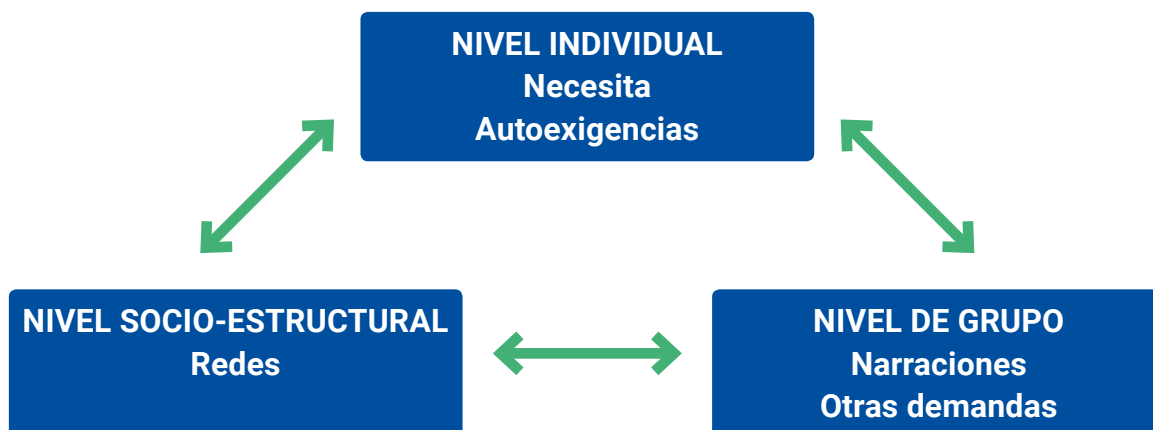 NIVEL INDIVIDUAL
Necesita
Autoexigencias
NIVEL SOCIO-ESTRUCTURAL
Redes
NIVEL DE GRUPO
Narraciones
Otras demandas